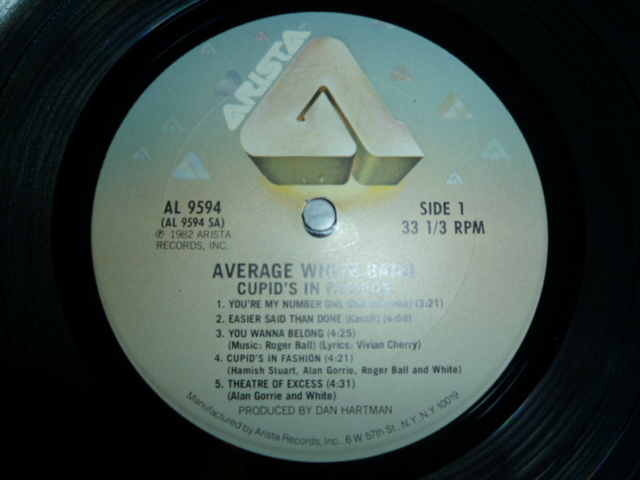 ARISTA
AL 9594
(AL 9594 SA)
℗ 1982 ARISTA
RECORDS, INC.
SIDE 1
33 1/3 RPM
AVERAGE WHITE BAND
CUPID'S IN FASHION
1. YOU'RE MY NUMBER ONE (3:21)
2. EASIER SAID THAN DONE (4:08)
3. YOU WANNA BELONG (4:25)
(Music: Roger Ball) (Lyrics: Vivian Cherry)
4. CUPID'S IN FASHION (4:21)
(Hamish Stuart, Alan Gorrie, Roger Ball and White)
5. THEATRE OF EXCESS (4:31)
(Alan Gorrie and White)
PRODUCED BY DAN HARTMAN
Manufactured by Arista Records, Inc., 6 W. 57th St., N.Y., N.Y. 10019